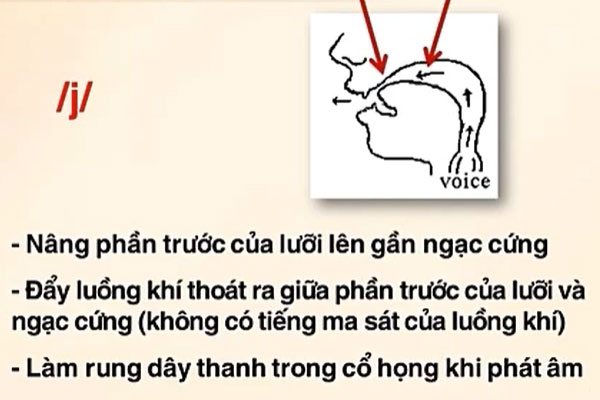 /j/
voice
- Nâng phần trước của lưỡi lên gần ngạc cứng
- Đẩy luồng khí thoát ra giữa phần trước của lưỡi và
ngạc cứng (không có tiếng ma sát của luồng khí)
- Làm rung dây thanh trong cổ họng khi phát âm